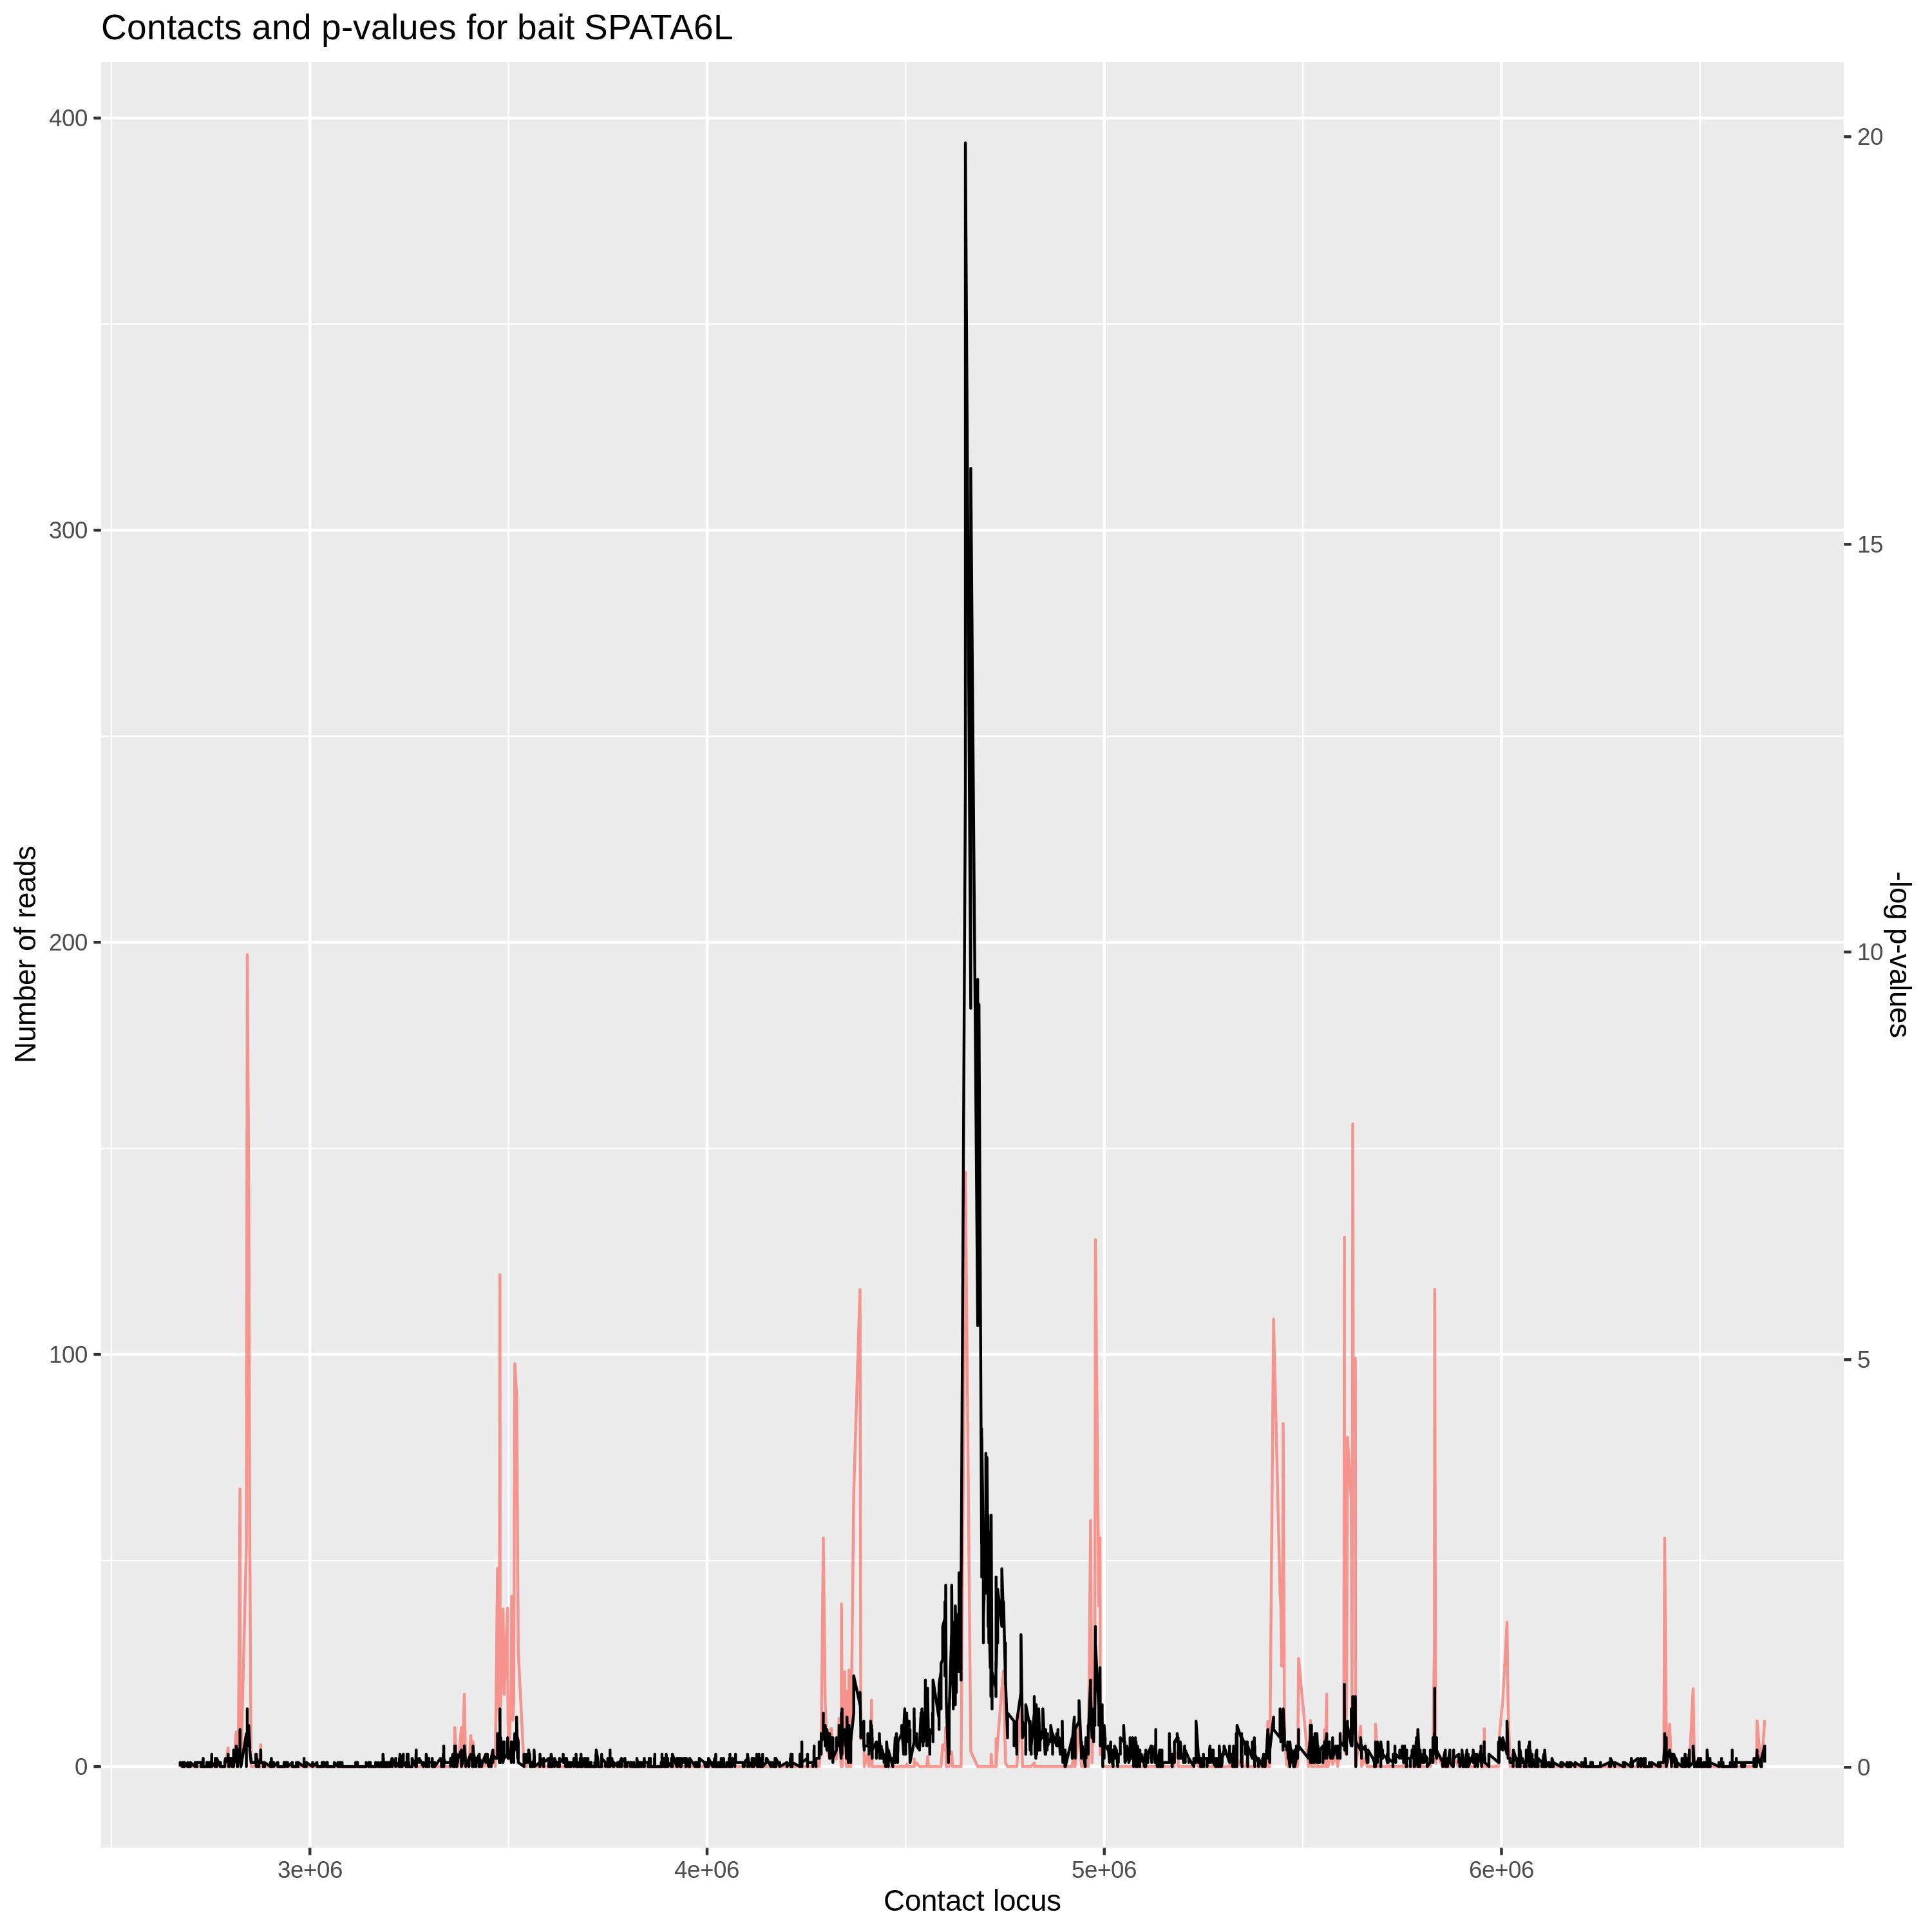 Contacts and p-values for bait SPATA6L
400
300
200
100
0
20
15
10
5
0
Number of reads
-log p-values
3e+06
4e+06
5e+06
6e+06
Contact locus